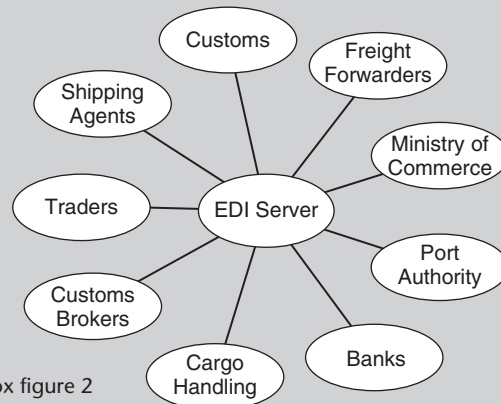 Customs
Freight
Forwarders
Shipping
Agents
Ministry of
Commerce
Traders
EDI Server
Port
Authority
Customs
Brokers
Cargo
Handling
Banks
ox figure 2